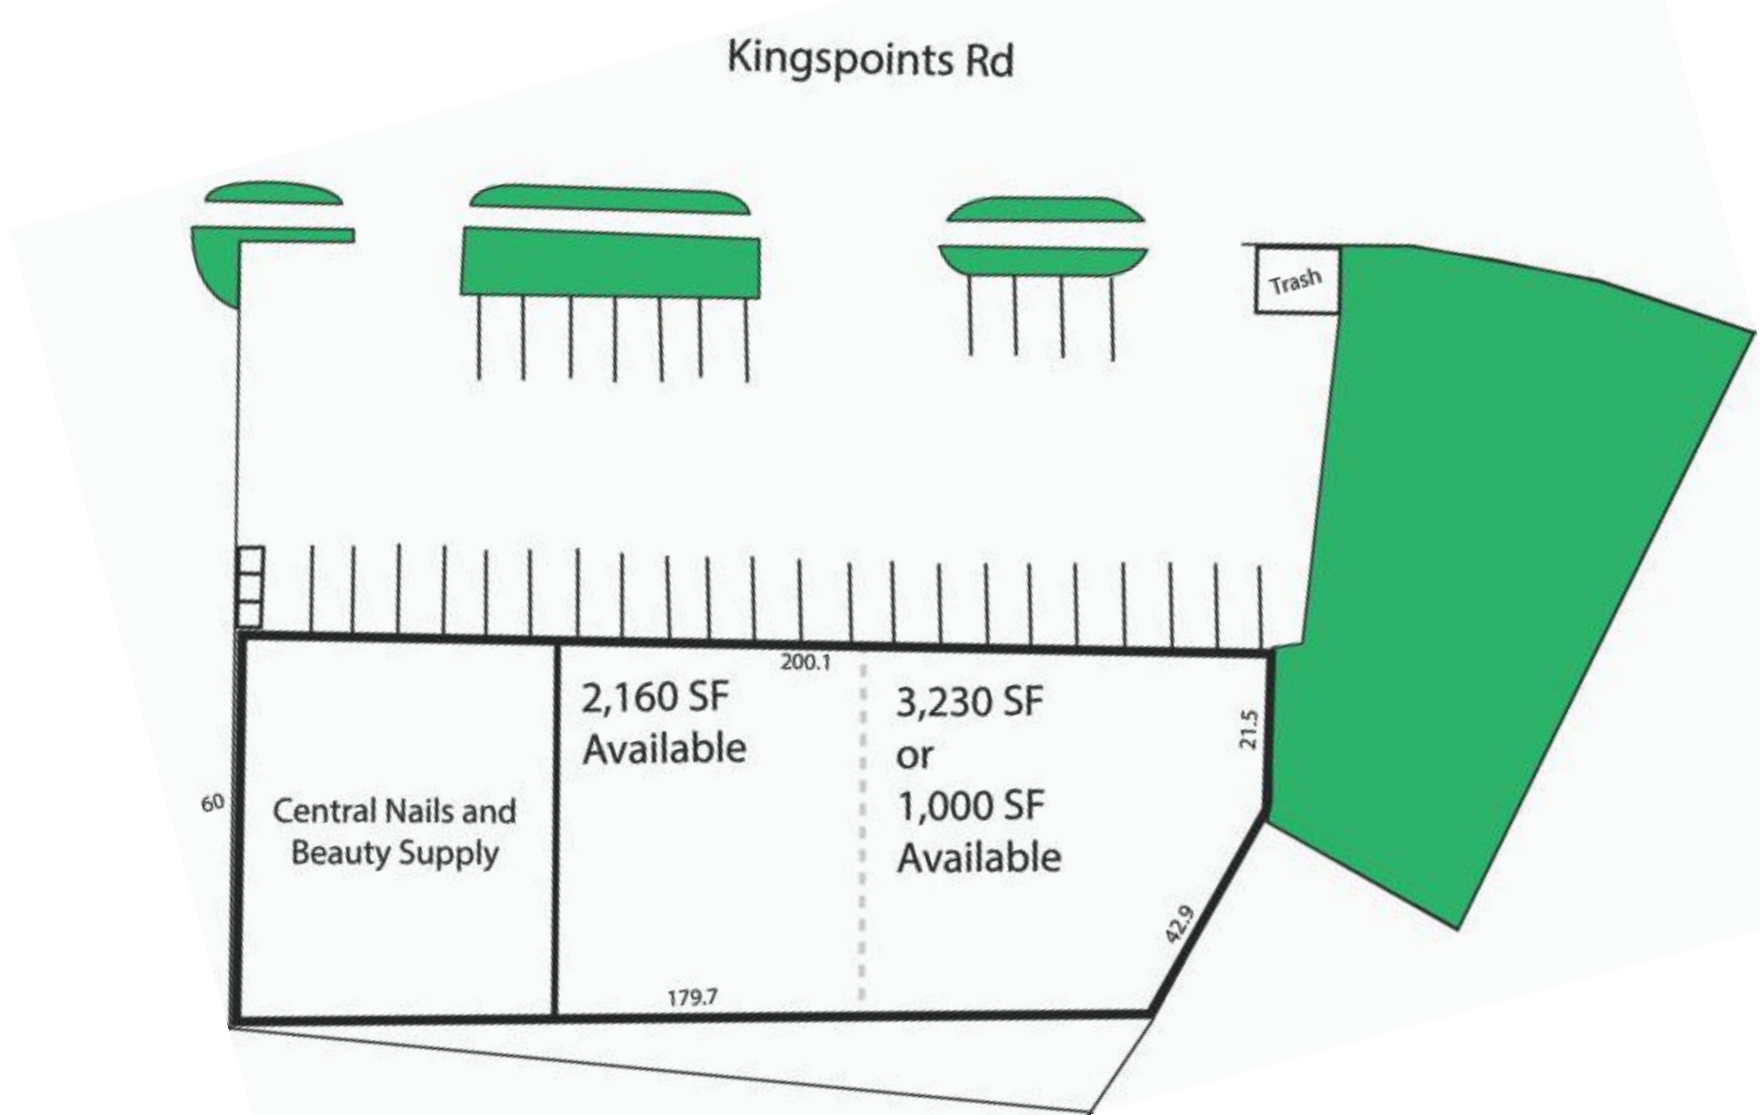 Kingspoints Rd
Trash
200.1
2,160 SF
Available
3,230 SF
or
1,000 SF
Available
21.5
60
Central Nails and
Beauty Supply
42.9
179.7